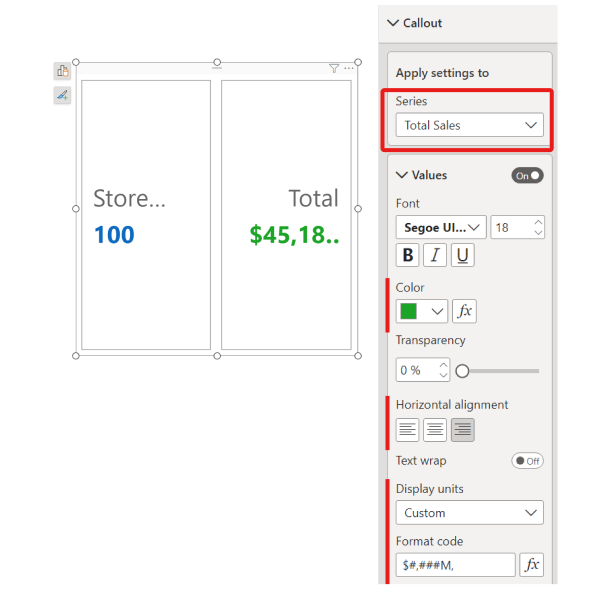 Store...
100
Total
$45,18..
Callout
Apply settings to
Series
Total Sales
Values
On
Font
Segoe UI...
18
B I U
Color
fx
Transparency
0 %
Horizontal alignment
Text wrap
Off
Display units
Custom
Format code
$#,###M,
fx